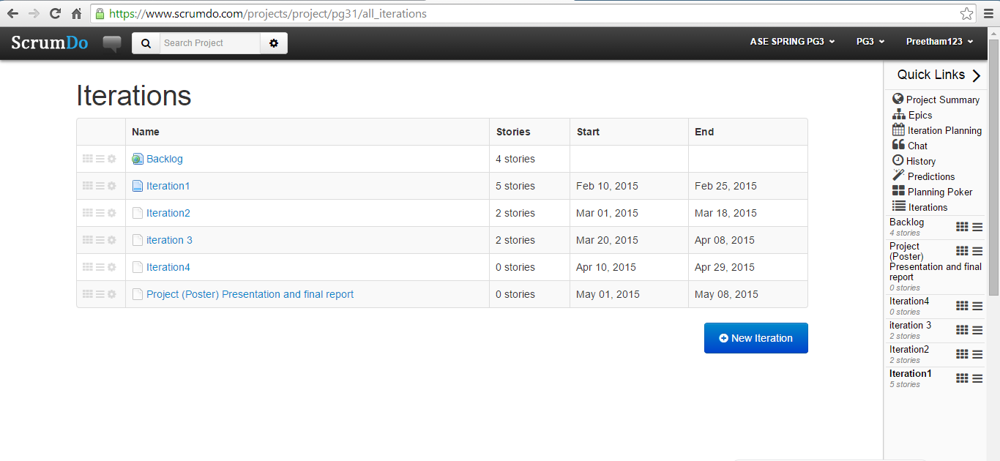 https://www.scrumdo.com/projects/project/pg31/all_iterations
ScrumDo
Search Project
ASE SPRING PG3
PG3
Preetham123
Iterations
Name Stories Start End
Backlog 4 stories
Iteration1 5 stories Feb 10, 2015 Feb 25, 2015
Iteration2 2 stories Mar 01, 2015 Mar 18, 2015
iteration 3 2 stories Mar 20, 2015 Apr 08, 2015
Iteration4 0 stories Apr 10, 2015 Apr 29, 2015
Project (Poster) Presentation and final report 0 stories May 01, 2015 May 08, 2015
New Iteration
Quick Links
Project Summary
Epics
Iteration Planning
Chat
History
Predictions
Planning Poker
Iterations
Backlog
4 stories
Project
(Poster)
Presentation and final
report
0 stories
Iteration4
0 stories
iteration 3
2 stories
Iteration2
2 stories
Iteration1
5 stories